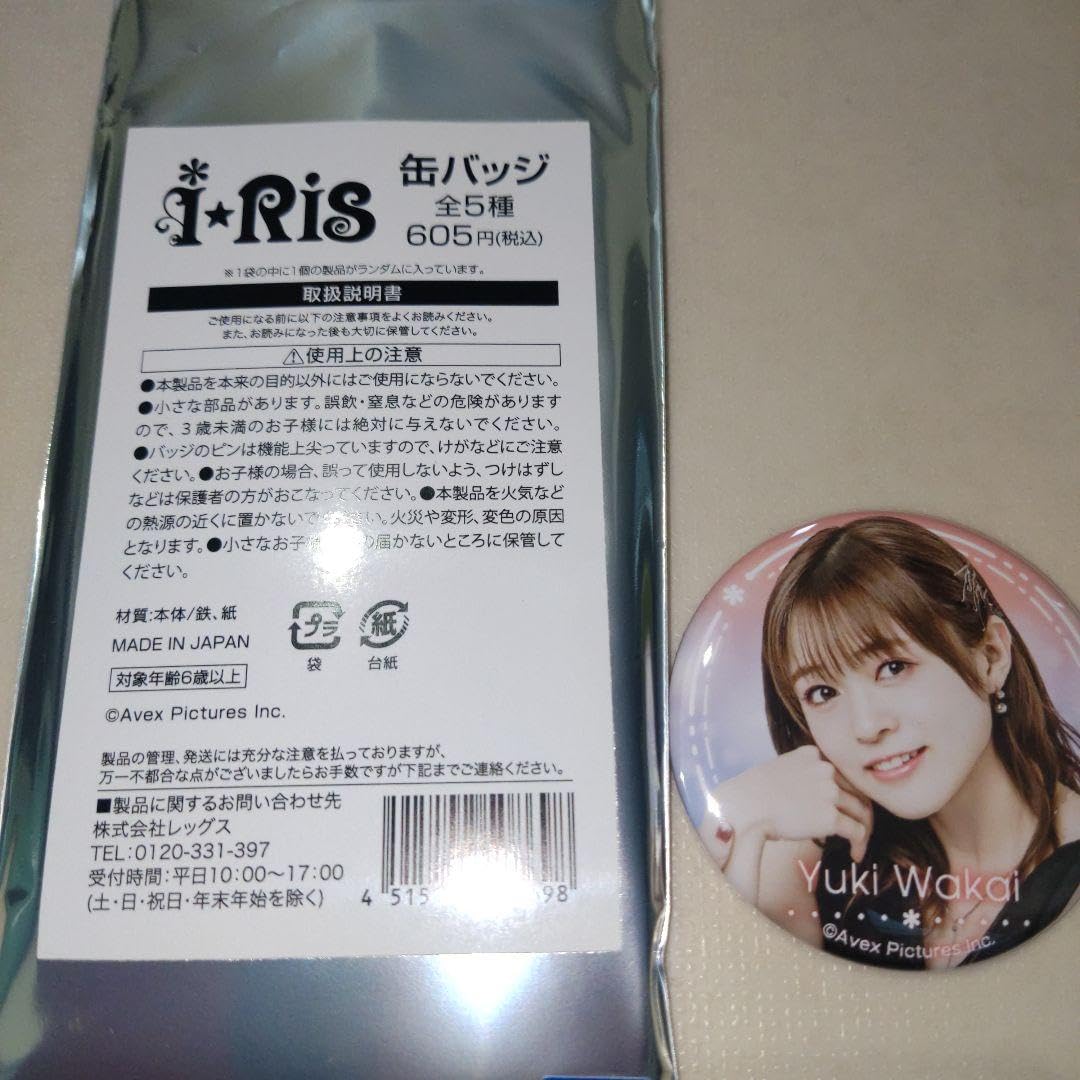 i★Ris
缶バッジ
全5種
605円(税込)
※1袋の中に1個の製品がランダムに入っています。
取扱説明書
ご使用になる前に以下の注意事項をよくお読みください。
また、お読みになった後も大切に保管してください。
⚠使用上の注意
●本製品を本来の目的以外にはご使用にならないでください。
●小さな部品があります。誤飲・窒息などの危険があります
ので、3歳未満のお子様には絶対に与えないでください。
●バッジのピンは機能上尖っていますので、けがなどにご注意
ください。●お子様の場合、誤って使用しないよう、つけはずし
などは保護者の方がおこなってください。●本製品を火気など
の熱源の近くに置かないでください。火災や変形、変色の原因
となります。●小さなお子 の届かないところに保管して
ください。
材質:本体/鉄、紙
MADE IN JAPAN
対象年齢6歳以上
プラ
袋
紙
台紙
©Avex Pictures Inc.
製品の管理、発送には充分な注意を払っておりますが、
万一不都合な点がございましたらお手数ですが下記までご連絡ください。
■製品に関するお問い合わせ先
株式会社レッグス
TEL:0120-331-397
受付時間:平日10:00〜17:00
(土・日・祝日・年末年始を除く)
4 515 98
Yuki Wakai
©Avex Pictures Inc.